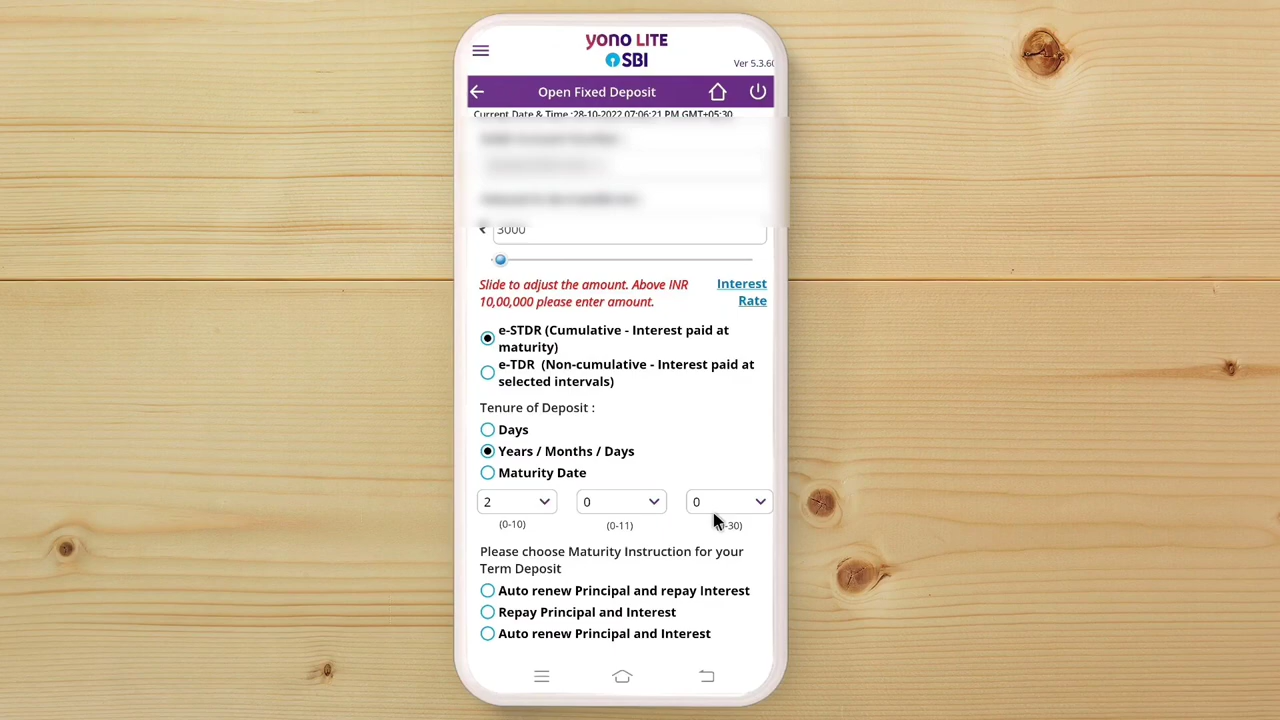 yono LITE
SBI
Ver 5.3.60
Open Fixed Deposit
Current Date & Time :28-10-2022 07:06:21 PM GMT+05:30
3000
Slide to adjust the amount. Above INR
10,00,000 please enter amount.
Interest
Rate
e-STDR (Cumulative - Interest paid at
maturity)
e-TDR (Non-cumulative - Interest paid at
selected intervals)
Tenure of Deposit :
Days
Years / Months / Days
Maturity Date
2 0 0
(0-10) (0-11) -30)
Please choose Maturity Instruction for your
Term Deposit
Auto renew Principal and repay Interest
Repay Principal and Interest
Auto renew Principal and Interest